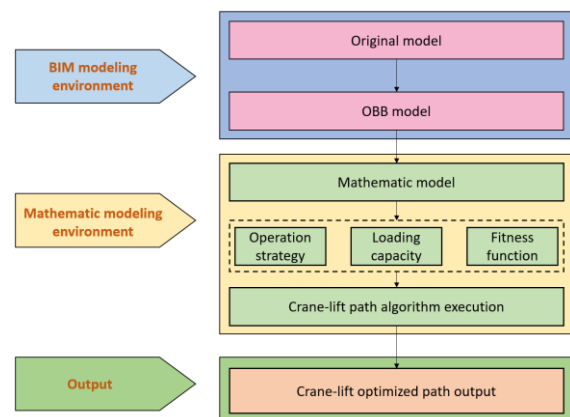 BIM modeling
environment
Original model
OBB model
Mathematic modeling
environment
Mathematic model
Operation
strategy
Loading
capacity
Fitness
function
Crane-lift path algorithm execution
Output
Crane-lift optimized path output